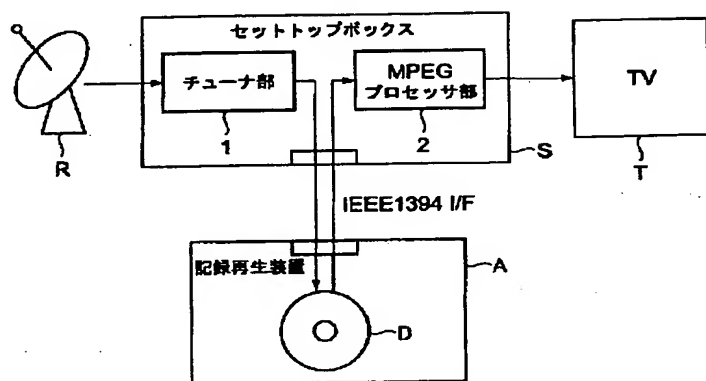 セットトップボックス
チューナ部
MPEG
プロセッサ部
TV
1
2
R
S
T
IEEE1394 I/F
記録再生装置
A
D